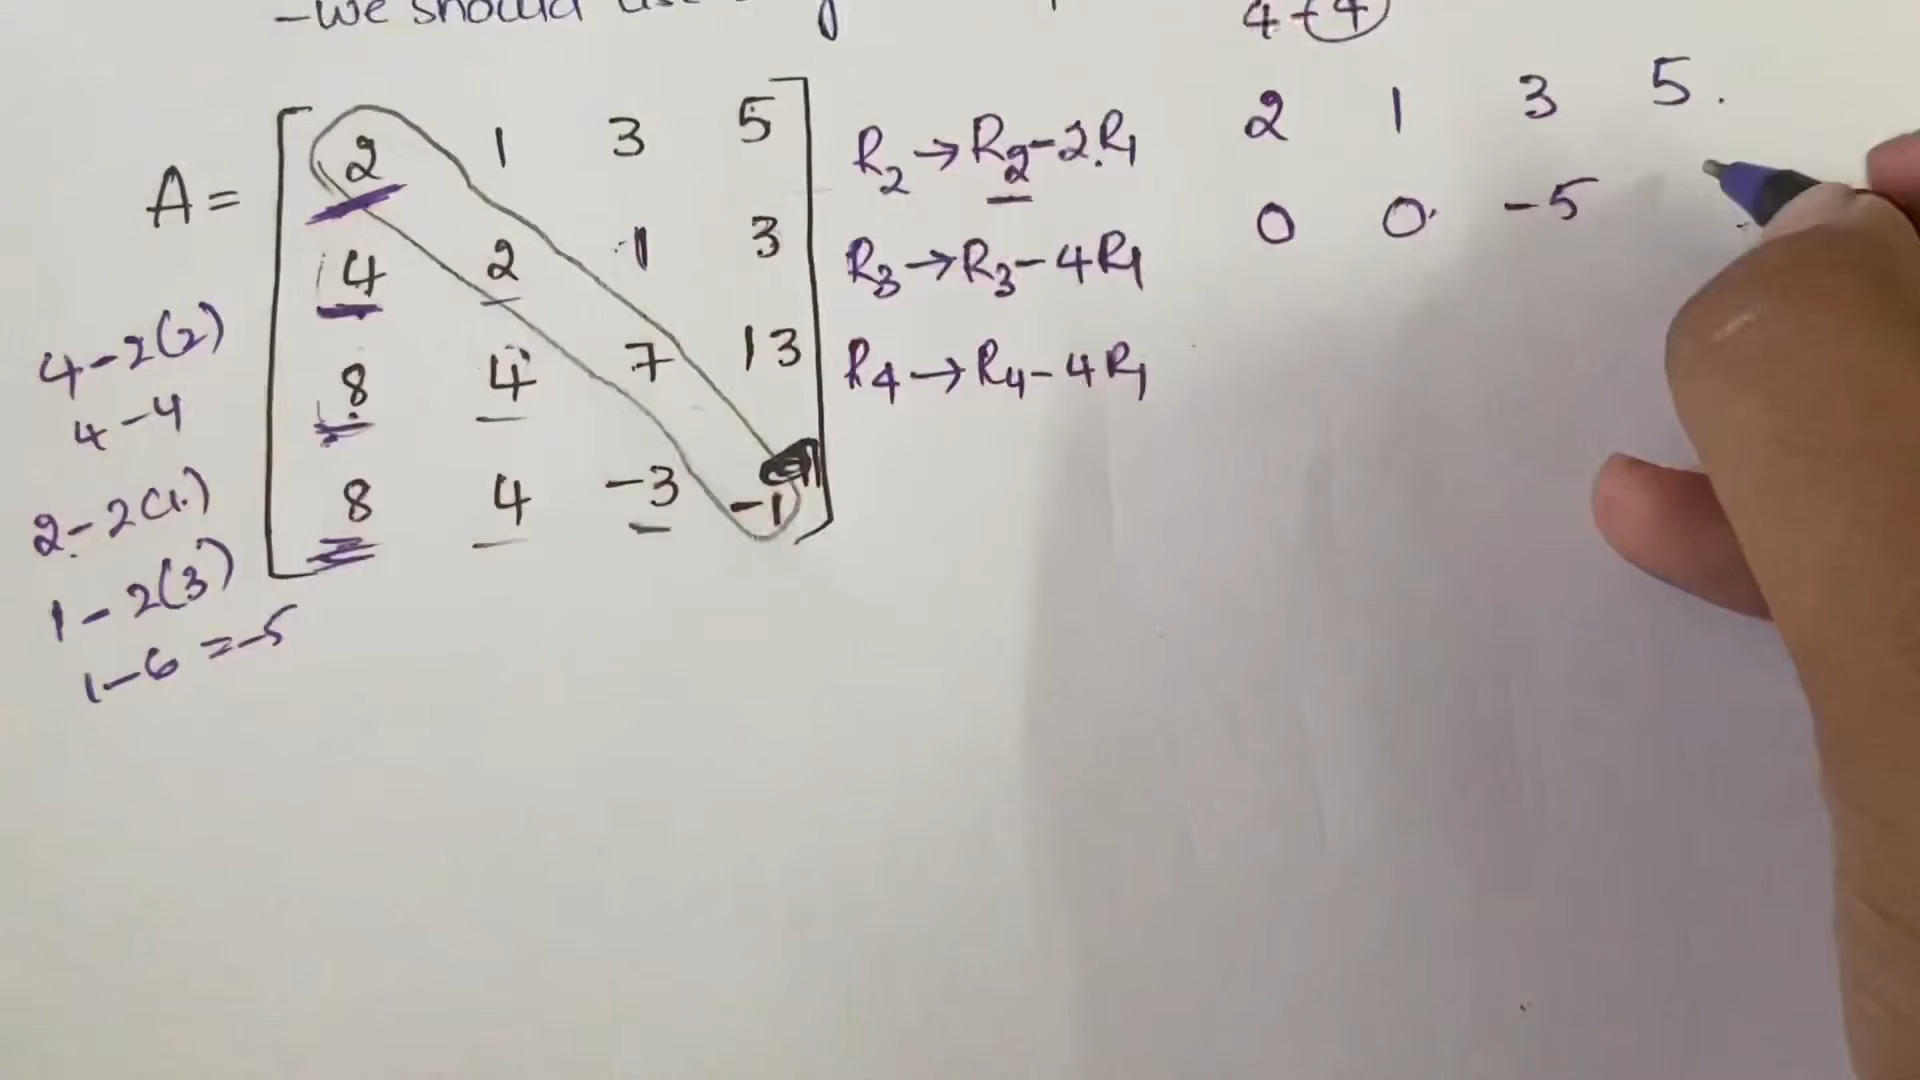 -We should
4-4
A =
2 1 3 5
4 2 1 3
8 4 7 13
8 4 -3 -1
R2 → R2-2R1
R3 → R3-4R1
R4 → R4-4R1
2 1 3 5.
0 0 -5
4-2(2)
4-4
2-2(1)
1-2(3)
1-6 =-5